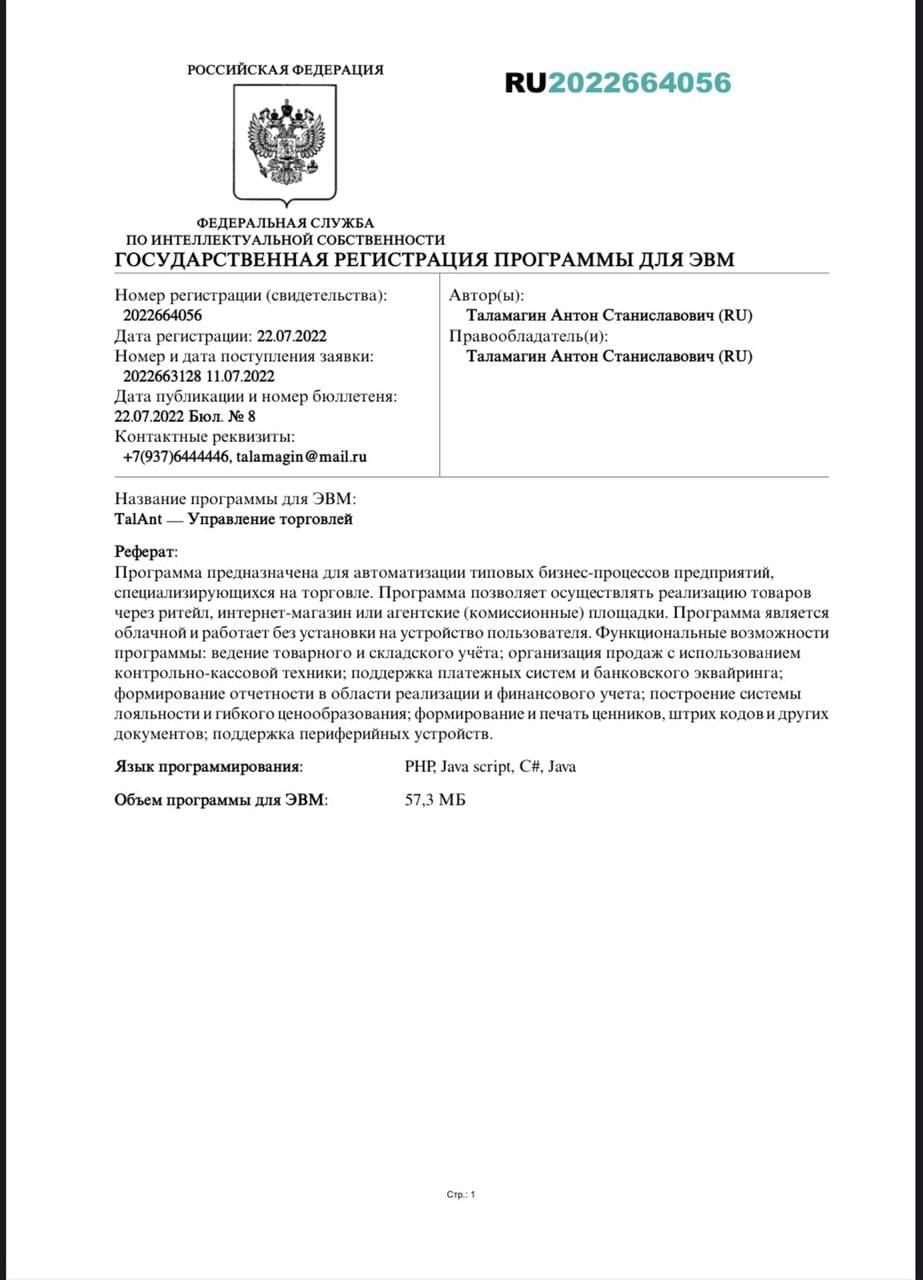 РОССИЙСКАЯ ФЕДЕРАЦИЯ
RU2022664056
ФЕДЕРАЛЬНАЯ СЛУЖБА
ПО ИНТЕЛЛЕКТУАЛЬНОЙ СОБСТВЕННОСТИ
ГОСУДАРСТВЕННАЯ РЕГИСТРАЦИЯ ПРОГРАММЫ ДЛЯ ЭВМ
Номер регистрации (свидетельства):
2022664056
Дата регистрации: 22.07.2022
Номер и дата поступления заявки:
2022663128 11.07.2022
Дата публикации и номер бюллетеня:
22.07.2022 Бюл. № 8
Контактные реквизиты:
+7(937)6444446, talamagin@mail.ru
Автор(ы):
Таламагин Антон Станиславович (RU)
Правообладатель(и):
Таламагин Антон Станиславович (RU)
Название программы для ЭВМ:
TalAnt — Управление торговлей
Реферат:
Программа предназначена для автоматизации типовых бизнес-процессов предприятий,
специализирующихся на торговле. Программа позволяет осуществлять реализацию товаров
через ритейл, интернет-магазин или агентские (комиссионные) площадки. Программа является
облачной и работает без установки на устройство пользователя. Функциональные возможности
программы: ведение товарного и складского учёта; организация продаж с использованием
контрольно-кассовой техники; поддержка платежных систем и банковского эквайринга;
формирование отчетности в области реализации и финансового учета; построение системы
лояльности и гибкого ценообразования; формирование и печать ценников, штрих кодов и других
документов; поддержка периферийных устройств.
Язык программирования: PHP, Java script, C#, Java
Объем программы для ЭВМ: 57,3 МБ
Стр.: 1